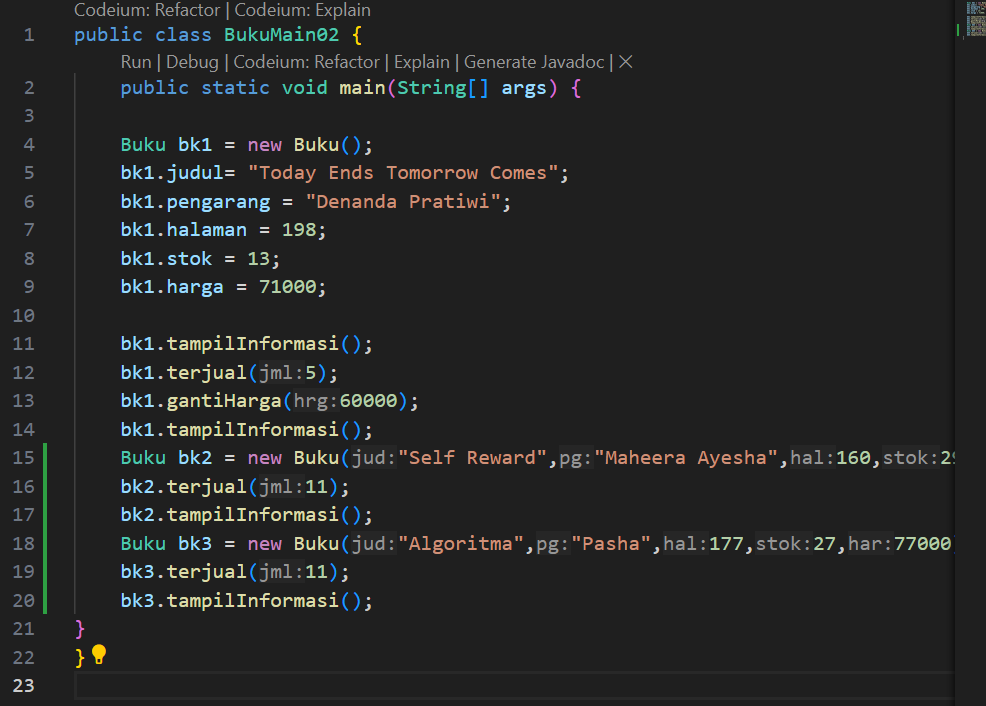 Codeium: Refactor | Codeium: Explain
1 public class BukuMain02 {
Run | Debug | Codeium: Refactor | Explain | Generate Javadoc | ✕
2 public static void main(String[] args) {
3
4 Buku bk1 = new Buku();
5 bk1.judul= "Today Ends Tomorrow Comes";
6 bk1.pengarang = "Denanda Pratiwi";
7 bk1.halaman = 198;
8 bk1.stok = 13;
9 bk1.harga = 71000;
10
11 bk1.tampilInformasi();
12 bk1.terjual(jml:5);
13 bk1.gantiHarga(hrg:60000);
14 bk1.tampilInformasi();
15 Buku bk2 = new Buku(jud:"Self Reward",pg:"Maheera Ayesha",hal:160,stok:2
16 bk2.terjual(jml:11);
17 bk2.tampilInformasi();
18 Buku bk3 = new Buku(jud:"Algoritma",pg:"Pasha",hal:177,stok:27,har:77000
19 bk3.terjual(jml:11);
20 bk3.tampilInformasi();
21 }
22 }
23